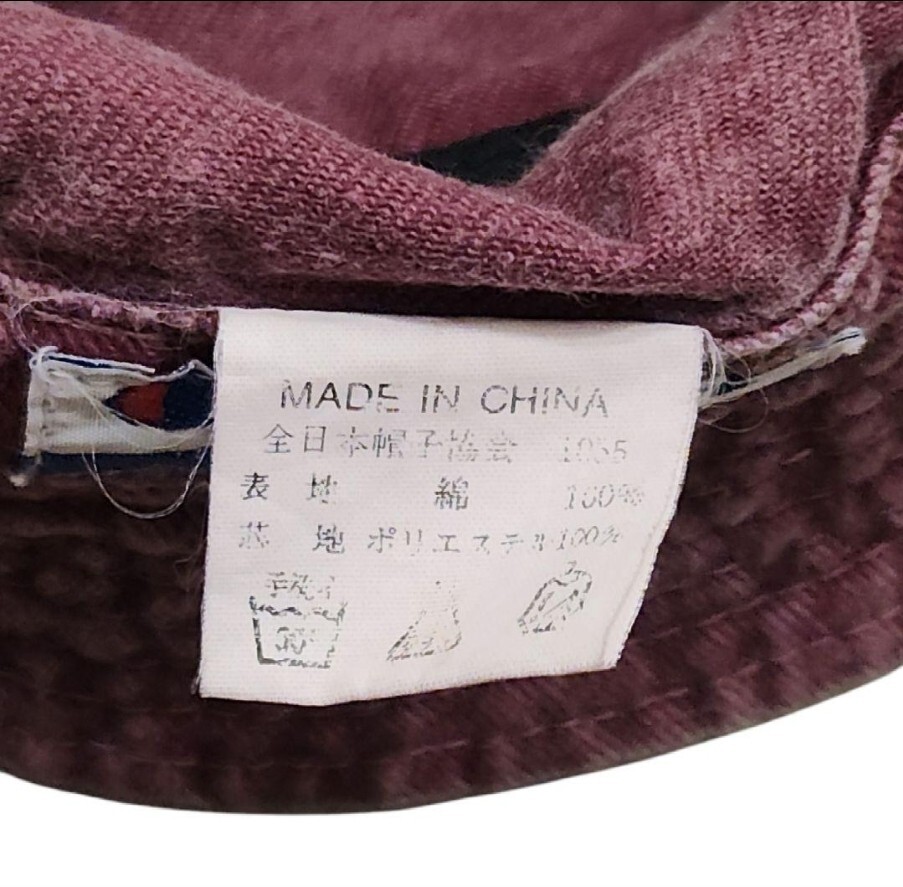 MADE IN CHINA
全日本帽子協会 1055
表 地 綿 100%
芯 地 ポリエステル100%
手洗イ
30